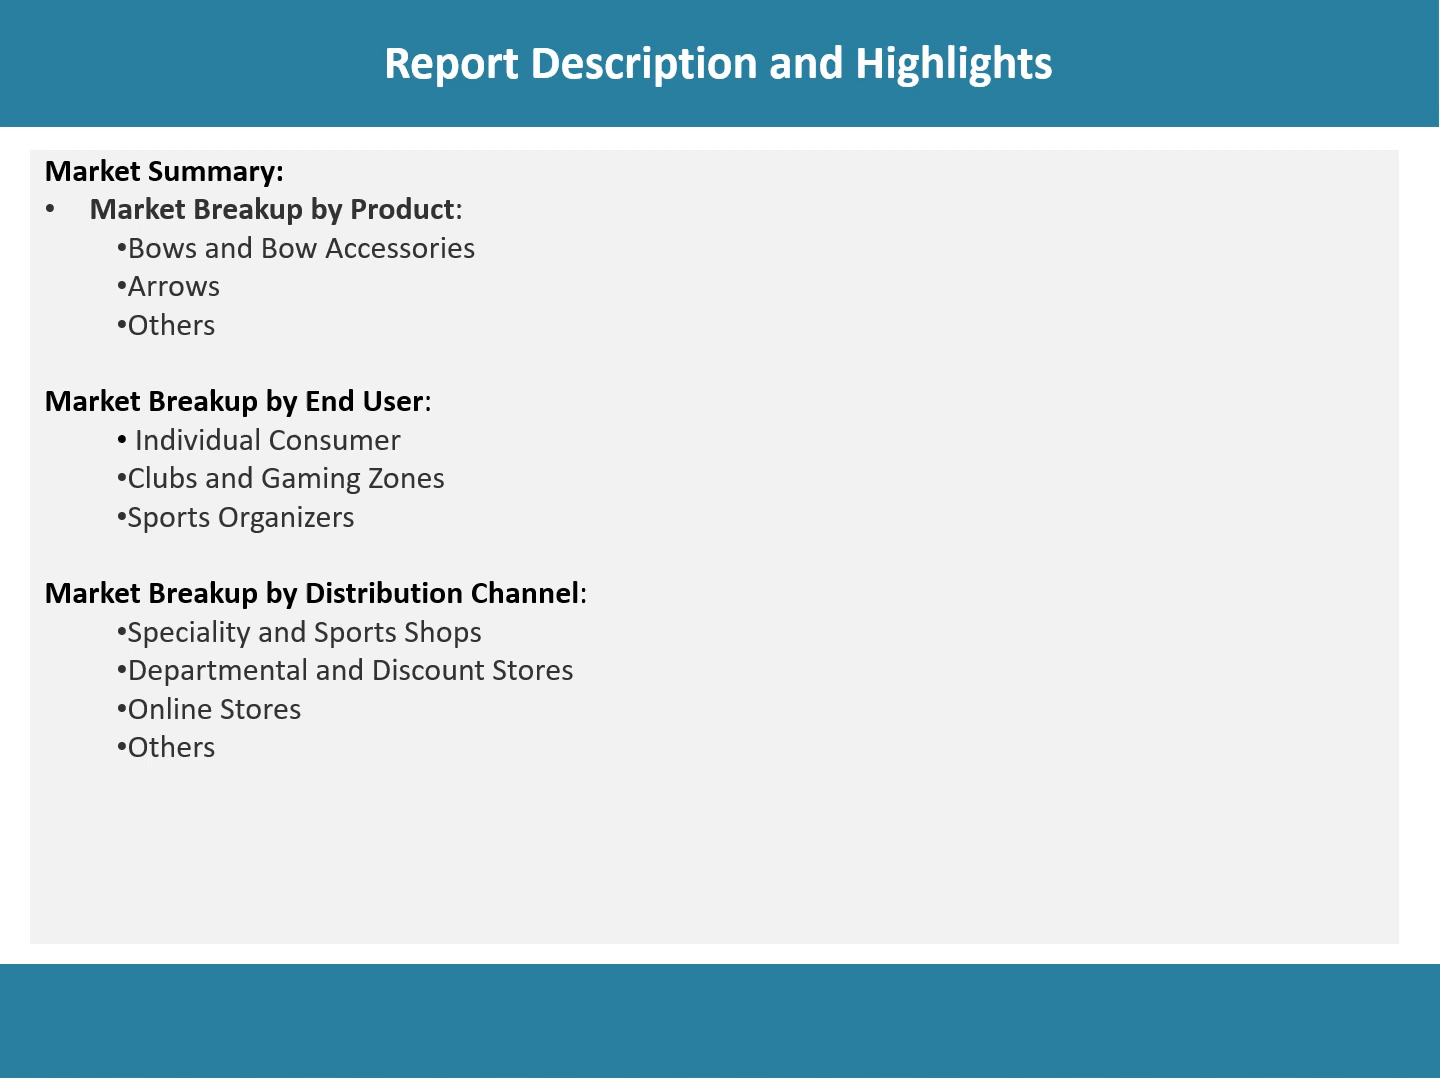 Report Description and Highlights
Market Summary:
• Market Breakup by Product:
•Bows and Bow Accessories
•Arrows
•Others
Market Breakup by End User:
• Individual Consumer
•Clubs and Gaming Zones
•Sports Organizers
Market Breakup by Distribution Channel:
•Speciality and Sports Shops
•Departmental and Discount Stores
•Online Stores
•Others